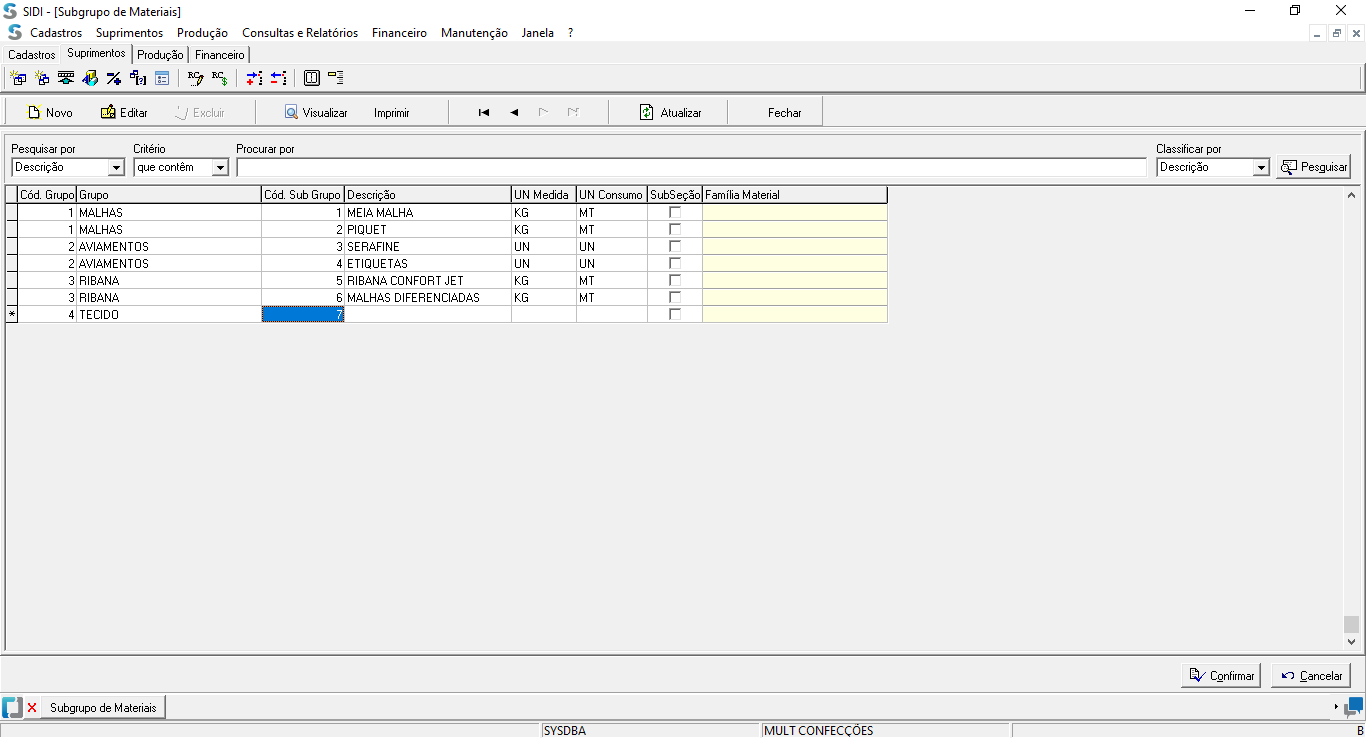 SIDI - [Subgrupo de Materiais]
Cadastros Suprimentos Produção Consultas e Relatórios Financeiro Manutenção Janela ?
Cadastros Suprimentos Produção Financeiro
Novo Editar Excluir Visualizar Imprimir Atualizar Fechar
Pesquisar por Critério Procurar por Classificar por
Descrição que contêm Descrição Pesquisar
Cód. Grupo Grupo Cód. Sub Grupo Descrição UN Medida UN Consumo SubSeção Família Material
1 MALHAS 1 MEIA MALHA KG MT
1 MALHAS 2 PIQUET KG MT
2 AVIAMENTOS 3 SERAFINE UN UN
2 AVIAMENTOS 4 ETIQUETAS UN UN
3 RIBANA 5 RIBANA CONFORT JET KG MT
3 RIBANA 6 MALHAS DIFERENCIADAS KG MT
* 4 TECIDO 7
Confirmar Cancelar
Subgrupo de Materiais
SYSDBA MULT CONFECÇÕES B